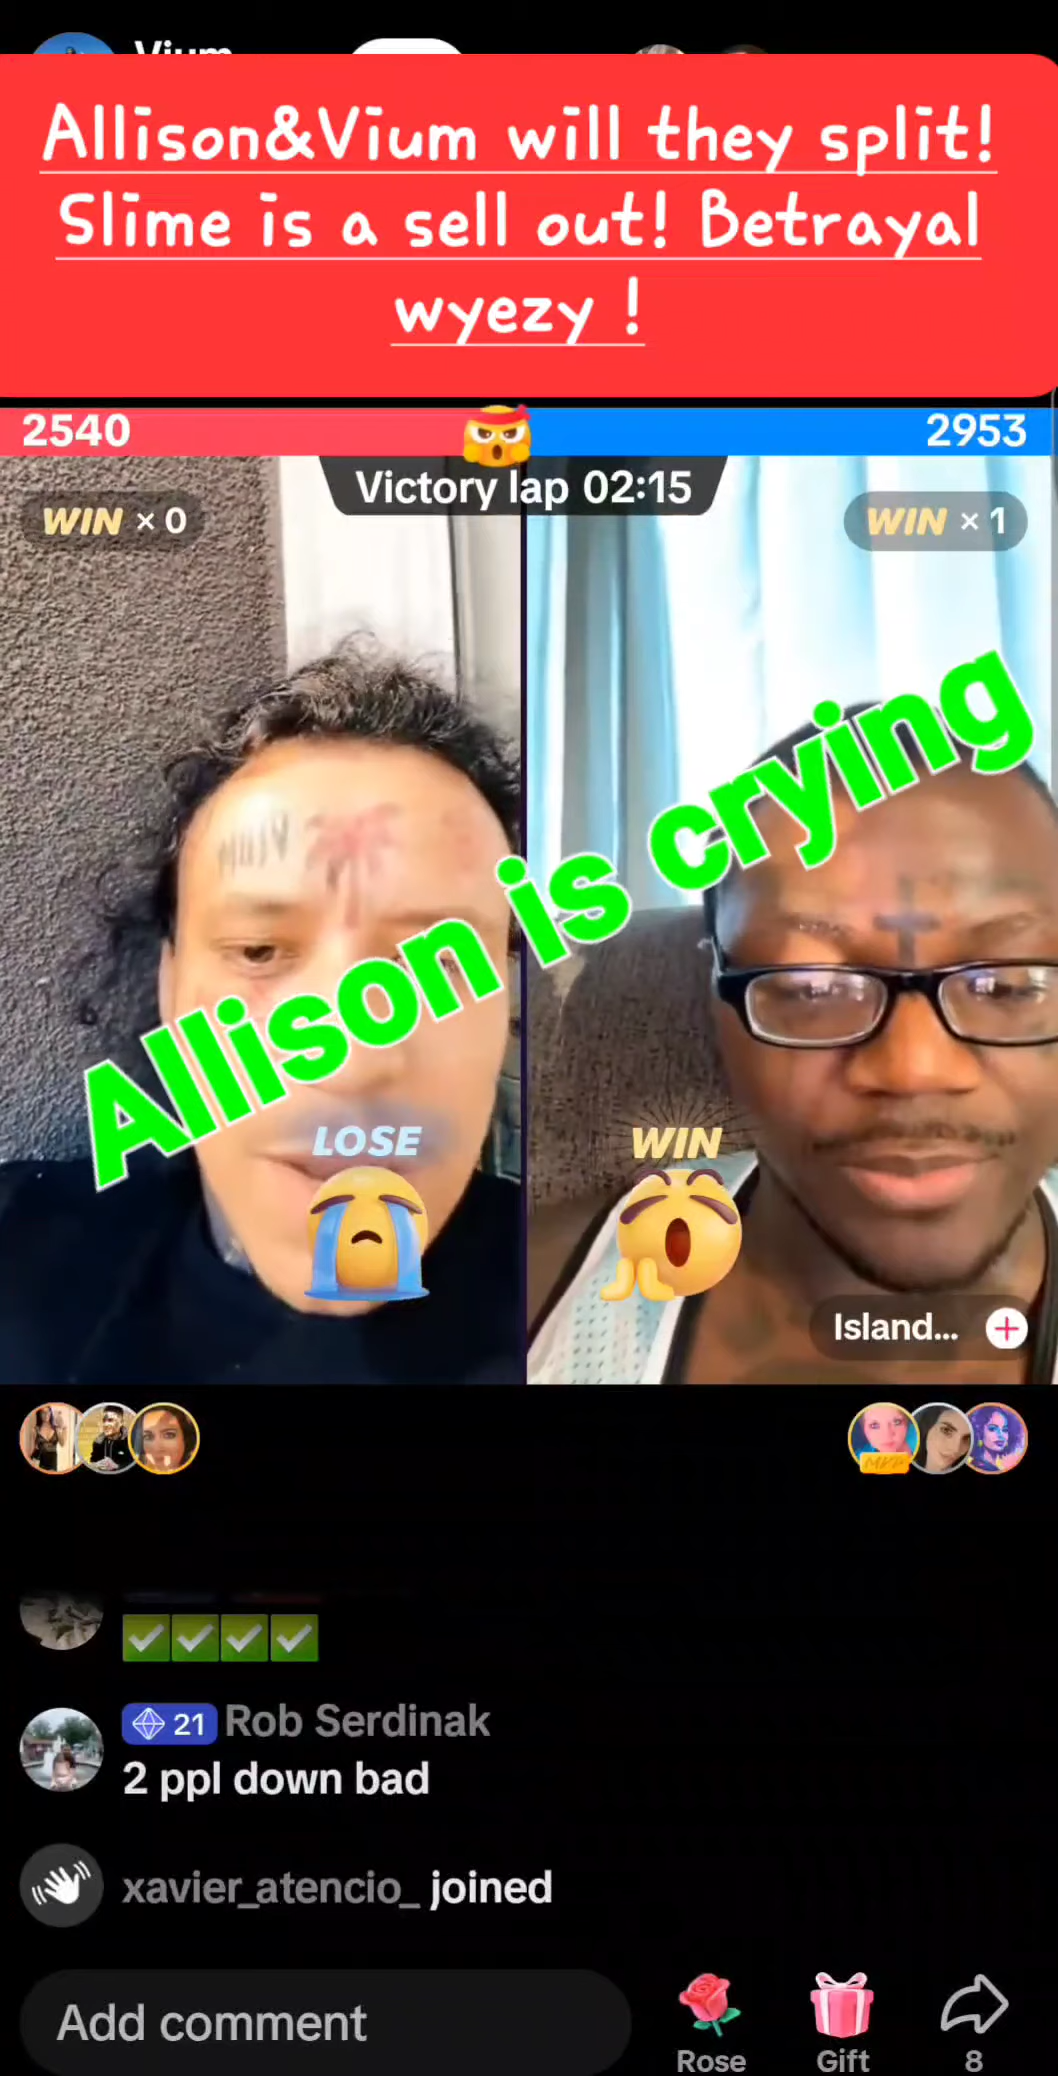 Vium
Allison&Vium will they split!
Slime is a sell out! Betrayal
wyezy !
2540
2953
Victory lap 02:15
WIN × 0
WIN × 1
Allison is crying
LOSE
WIN
Island...
21 Rob Serdinak
2 ppl down bad
xavier_atencio_ joined
Add comment
Rose
Gift
8